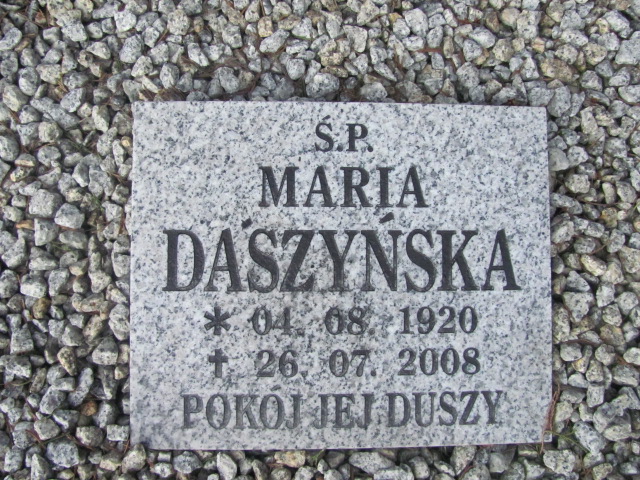 Ś.P.
MARIA
DASZYŃSKA
* 04. 08. 1920
✝ 26. 07. 2008
POKÓJ JEJ DUSZY